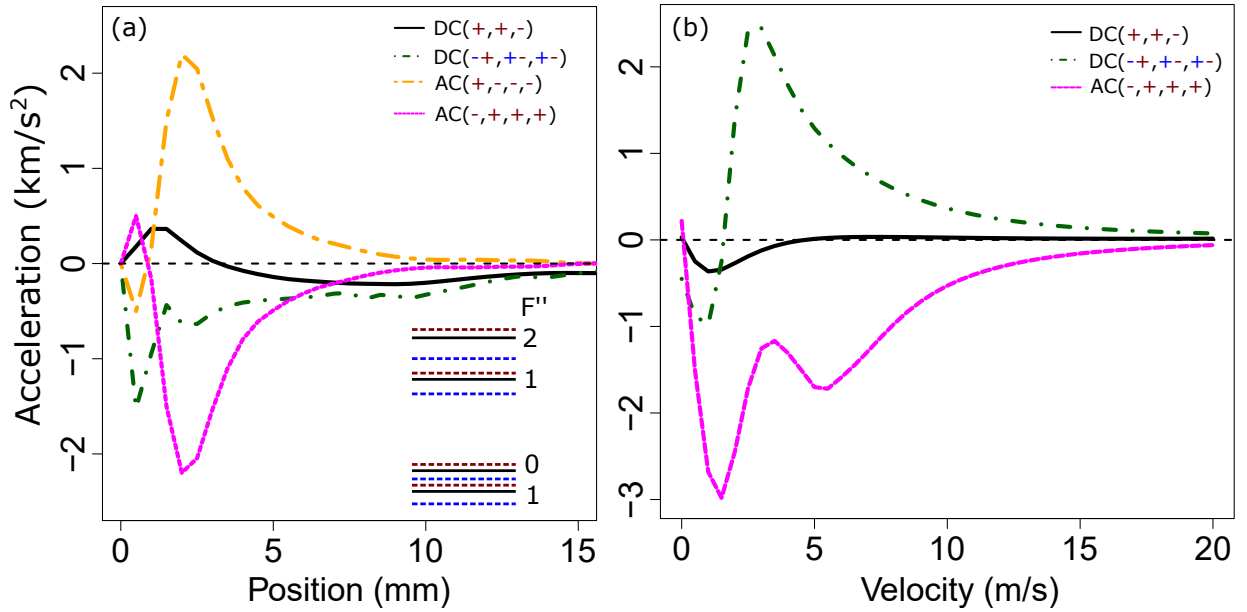 (a)
DC(+,+,-)
DC(-+,+-,+-)
AC(+,-,-,-)
AC(-,+,+,+)
Acceleration (km/s²)
2
1
0
−1
−2
F''
2
1
0
1
0
5
10
15
Position (mm)
(b)
DC(+,+,-)
DC(-+,+-,+-)
AC(-,+,+,+)
2
1
0
−1
−2
−3
0
5
10
15
20
Velocity (m/s)